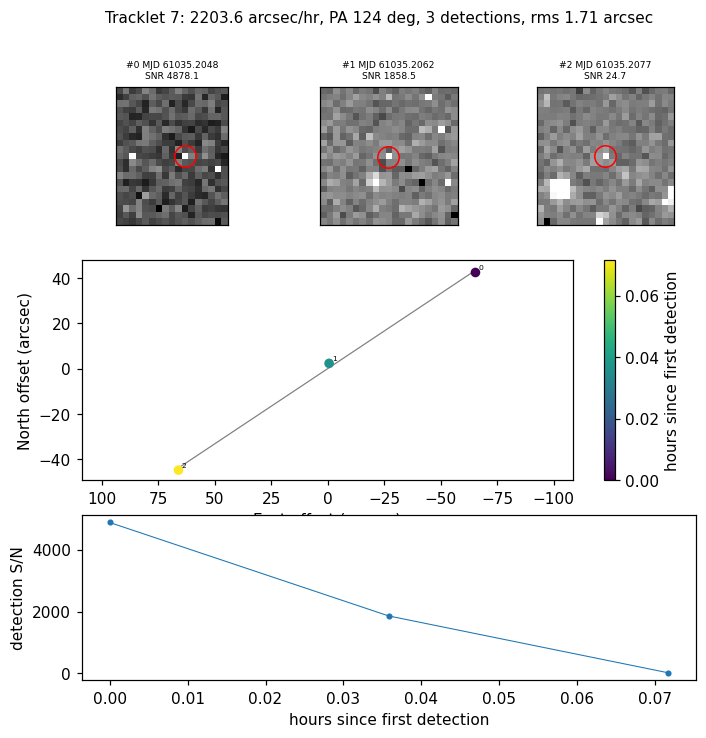 Tracklet 7: 2203.6 arcsec/hr, PA 124 deg, 3 detections, rms 1.71 arcsec
#0 MJD 61035.2048
SNR 4878.1
#1 MJD 61035.2062
SNR 1858.5
#2 MJD 61035.2077
SNR 24.7
North offset (arcsec)
40
20
0
−20
−40
0
1
2
100
75
50
25
0
−25
−50
−75
−100
0.06
0.04
0.02
0.00
hours since first detection
detection S/N
4000
2000
0
0.00
0.01
0.02
0.03
0.04
0.05
0.06
0.07
hours since first detection